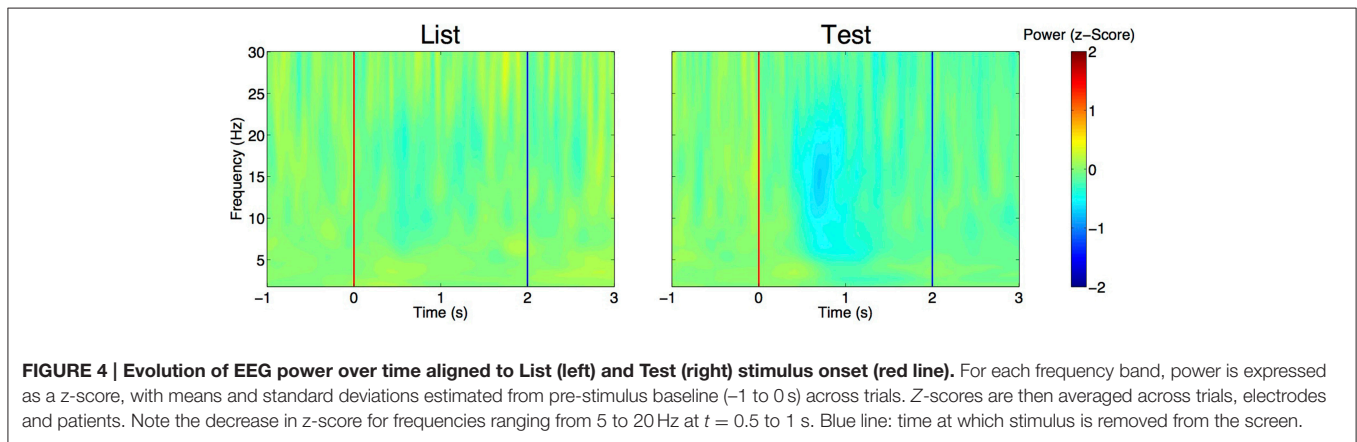 List
Test
Power (z-Score)
30
25
20
15
10
5
Frequency (Hz)
−1 0 1 2 3
Time (s)
−1 0 1 2 3
Time (s)
2
1
0
−1
−2
FIGURE 4 | Evolution of EEG power over time aligned to List (left) and Test (right) stimulus onset (red line). For each frequency band, power is expressed
as a z-score, with means and standard deviations estimated from pre-stimulus baseline (−1 to 0 s) across trials. Z-scores are then averaged across trials, electrodes
and patients. Note the decrease in z-score for frequencies ranging from 5 to 20 Hz at t = 0.5 to 1 s. Blue line: time at which stimulus is removed from the screen.